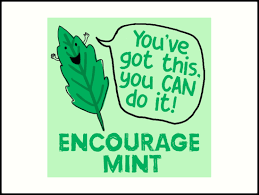 You've
got this,
you CAN
do it!
ENCOURAGE
MINT